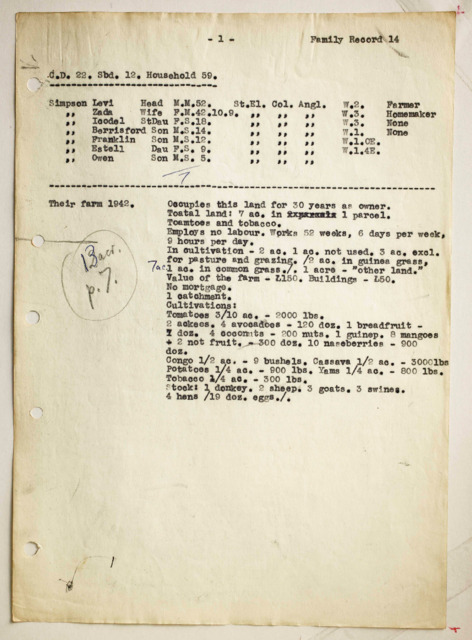 - 1 -
Family Record 14
C.D. 22. Sbd. 12. Household 59.
Simpson Levi Head M.M.52. St.El. Col. Angl. W.2. Farmer
,, Zada Wife F.M.42.10.9. ,, ,, ,, W.3. Homemaker
,, Icodel StDau F.S.18. ,, ,, ,, W.3. None
,, Berrisford Son M.S.14. ,, ,, ,, W.1. None
,, Franklin Son M.S.12. ,, ,, ,, W.1.CE.
,, Estell Dau F.S. 9. ,, ,, ,, W.1.4E.
,, Owen Son M.S. 5. ,, ,, ,,
7
Their farm 1942. Occupies this land for 30 years as owner.
Toatal land: 7 ac. in 1 parcel.
Toamtoes and tobacco.
Employs no labour. Works 52 weeks, 6 days per week,
9 hours per day.
In cultivation - 2 ac. 1 ac. not used. 3 ac. excl.
for pasture and grazing. /2 ac. in guinea grass,
7ac. 1 ac. in common grass./. 1 acre - "other land."
Value of the farm - £150. Buildings - £50.
No mortgage.
1 catchment.
Cultivations:
Tomatoes 3/10 ac. - 2000 lbs.
2 ackees. 4 avocadoes - 120 doz. 1 breadfruit -
7 doz. 4 coconuts - 200 nuts. 1 guinep. 8 mangoes
+ 2 not fruit. - 300 doz. 10 naseberries - 900
doz.
Congo 1/2 ac. - 9 bushels. Cassava 1/2 ac. - 3000lbs
Potatoes 1/4 ac. - 900 lbs. Yams 1/4 ac. - 800 lbs.
Tobacco 1/4 ac. - 300 lbs.
Stock: 1 donkey. 2 sheep. 3 goats. 3 swines.
4 hens /19 doz. eggs./.
13 acr.
p.7.